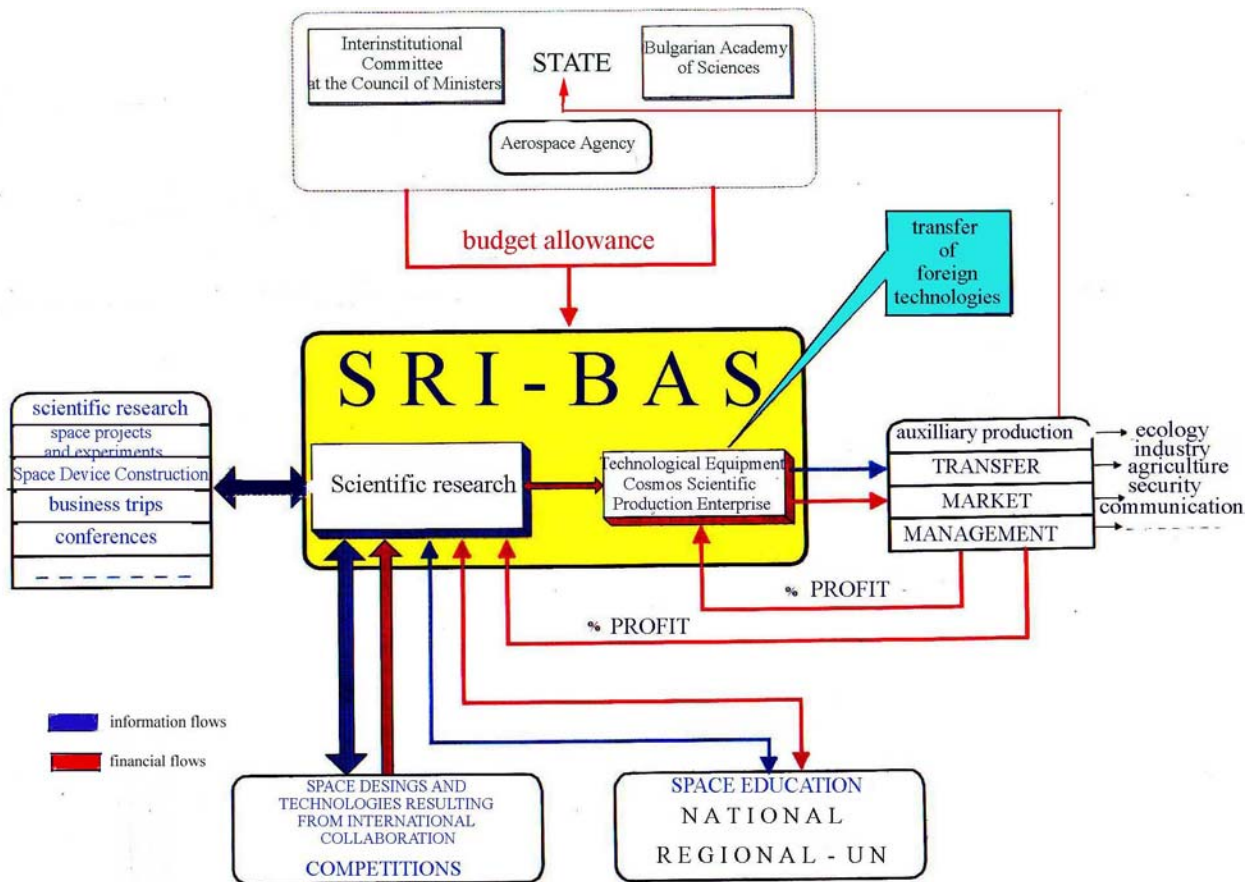 Interinstitutional
Committee
at the Council of Ministers
STATE
Bulgarian Academy
of Sciences
Aerospace Agency
budget allowance
transfer
of
foreign
technologies
SRI-BAS
scientific research
space projects
and experiments
Space Device Construction
business trips
conferences
Scientific research
Technological Equipment
Cosmos Scientific
Production Enterprise
auxilliary production
TRANSFER
MARKET
MANAGEMENT
ecology
industry
agriculture
security
communication
% PROFIT
% PROFIT
information flows
financial flows
SPACE DESINGS AND
TECHNOLOGIES RESULTING
FROM INTERNATIONAL
COLLABORATION
COMPETITIONS
SPACE EDUCATION
NATIONAL
REGIONAL - UN